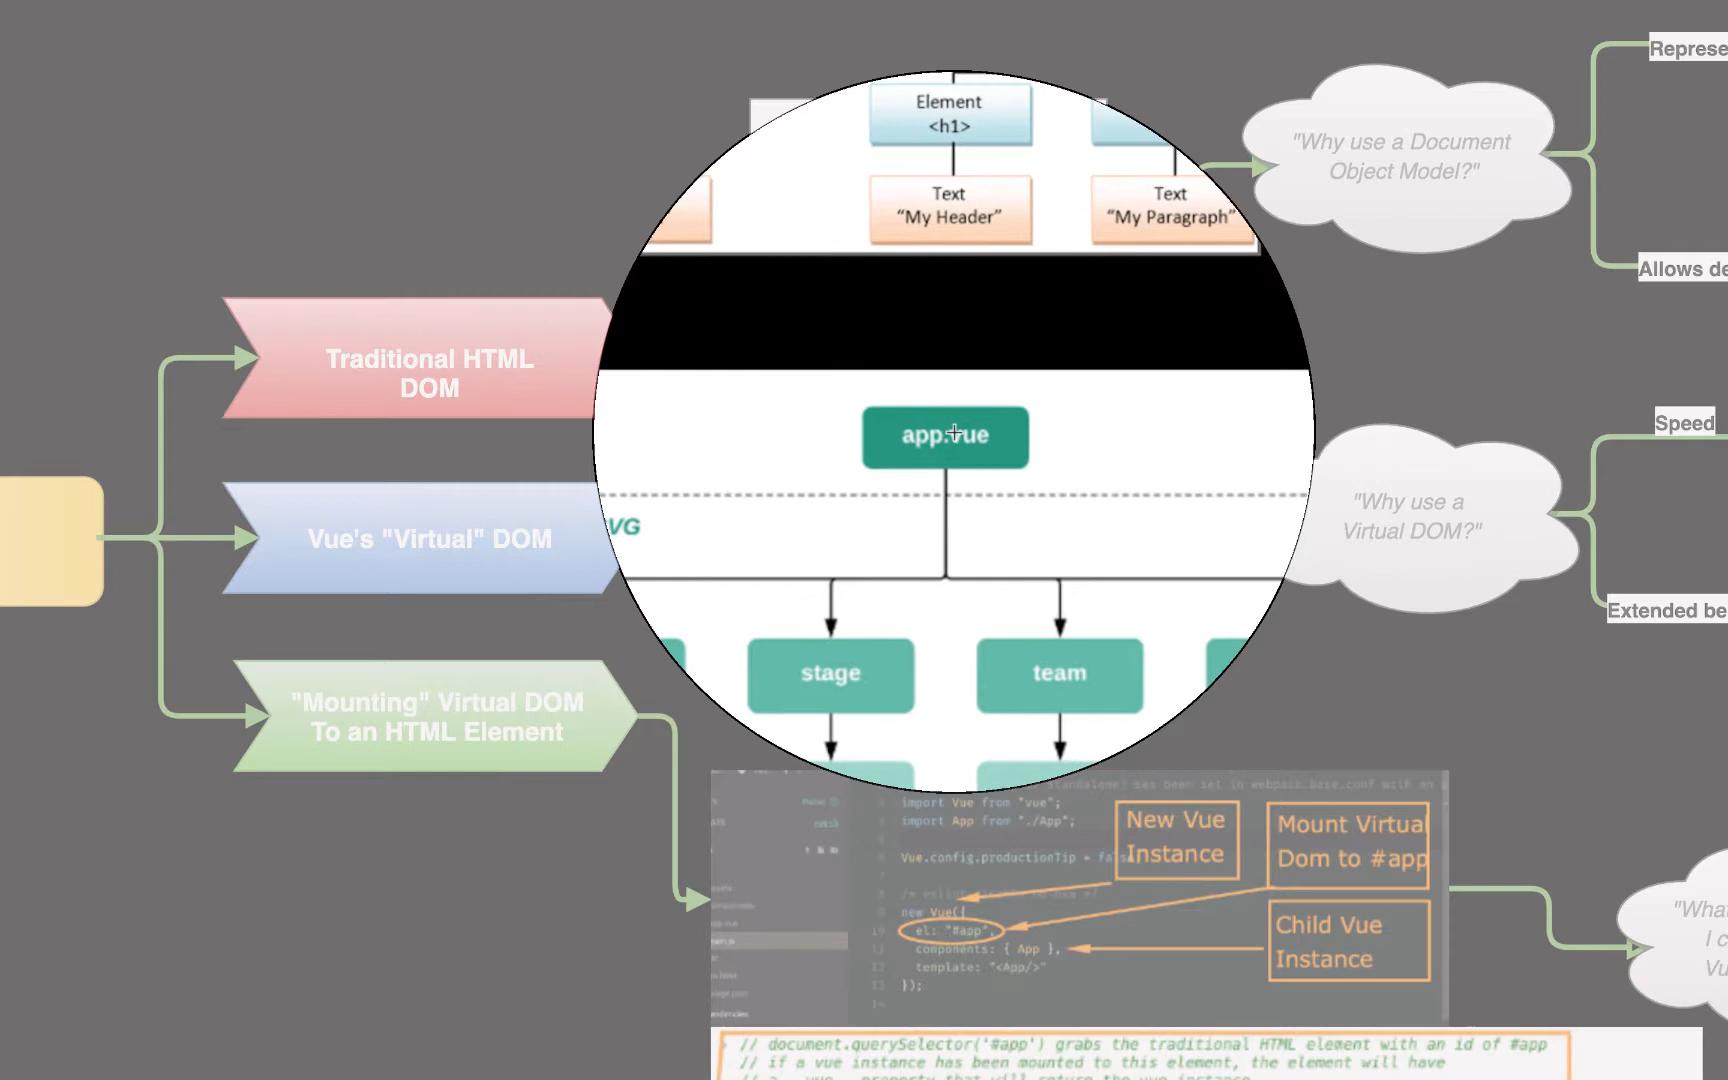 Represe
Element
<h1>
"Why use a Document
Object Model?"
Text
“My Header”
Text
“My Paragraph”
Allows de
Traditional HTML
DOM
app.vue
Speed
"Why use a
Virtual DOM?"
VG
Vue's "Virtual" DOM
Extended be
stage
team
"Mounting" Virtual DOM
To an HTML Element
import Vue from "vue";
import App from "./App";
New Vue
Instance
Mount Virtual
Dom to #app
Vue.config.productionTip = fals
new Vue({
el: "#app",
components: { App },
template: "<App/>"
});
Child Vue
Instance
"What
I c
Vu
// document.querySelector('#app') grabs the traditional HTML element with an id of #app
// if a vue instance has been mounted to this element, the element will have